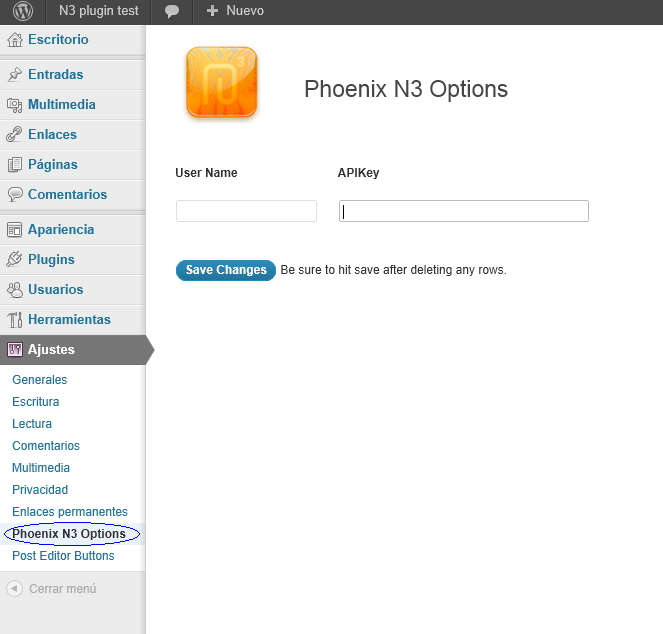 N3 plugin test
Nuevo
Escritorio
Entradas
Multimedia
Enlaces
Páginas
Comentarios
Apariencia
Plugins
Usuarios
Herramientas
Ajustes
Generales
Escritura
Lectura
Comentarios
Multimedia
Privacidad
Enlaces permanentes
Phoenix N3 Options
Post Editor Buttons
Cerrar menú
3
Phoenix N3 Options
User Name APIKey
Save Changes Be sure to hit save after deleting any rows.